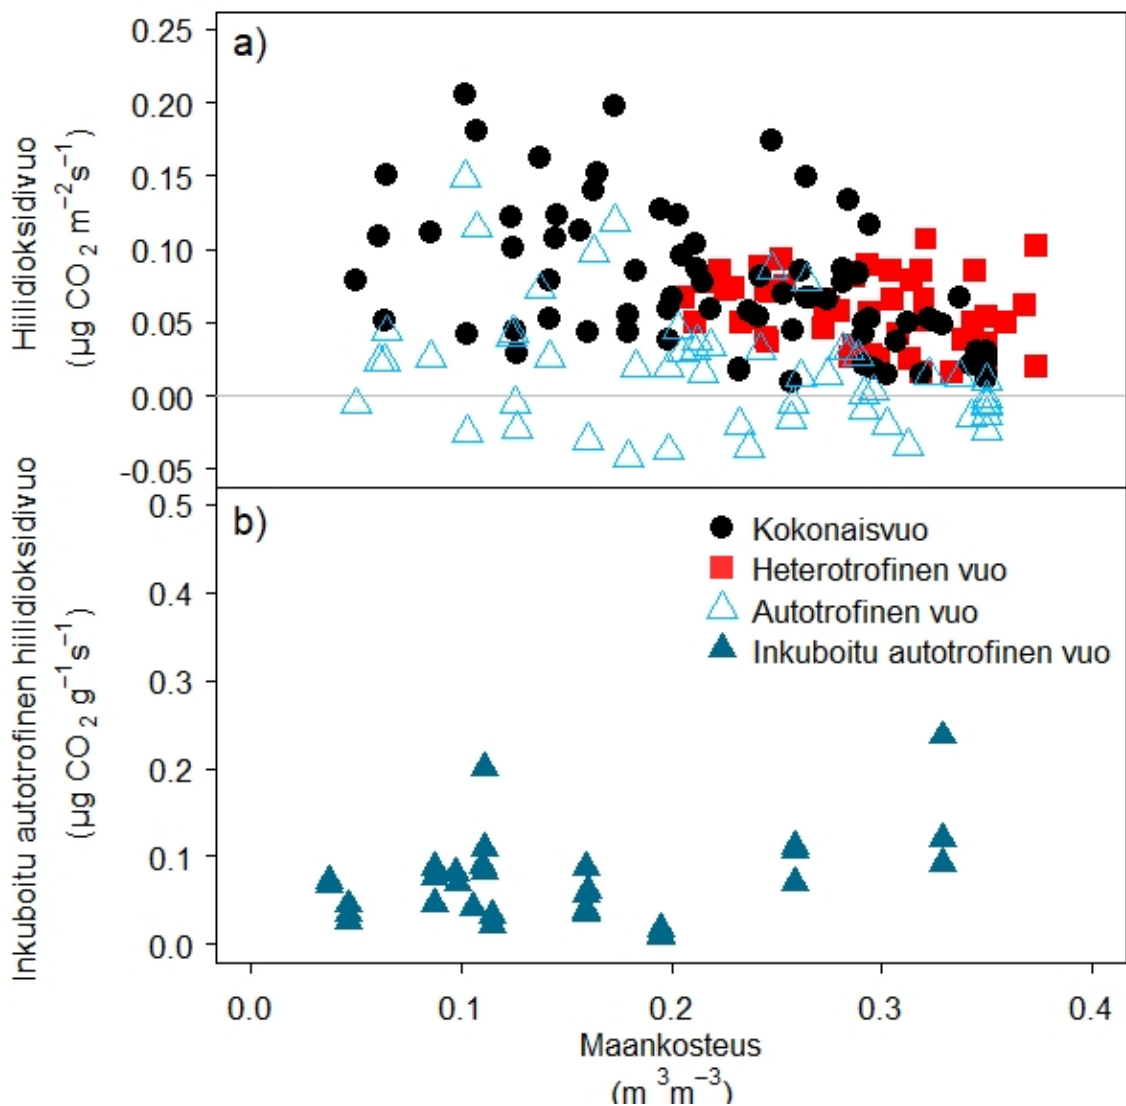 a)
Hiilidioksidivuo
(µg CO₂ m⁻²s⁻¹)
0.25
0.20
0.15
0.10
0.05
0.00
-0.05
b)
Inkuboitu autotrofinen hiilidioksidivuo
(µg CO₂ g⁻¹s⁻¹)
0.5
0.4
0.3
0.2
0.1
0.0
Kokonaisvuo
Heterotrofinen vuo
Autotrofinen vuo
Inkuboitu autotrofinen vuo
0.0 0.1 0.2 0.3 0.4
Maankosteus
(m³m⁻³)